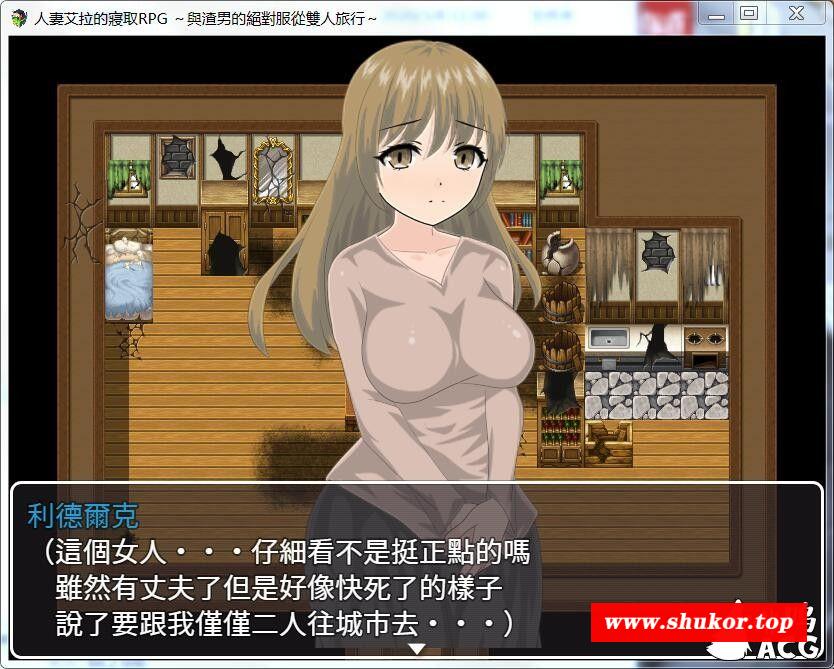 人妻艾拉的寢取RPG ～與渣男的絕對服從雙人旅行～
利德爾克
（這個女人・・・仔細看不是挺正點的嗎
雖然有丈夫了但是好像快死了的樣子
說了要跟我僅僅二人往城市去・・・）
www.shukor.top
ACG